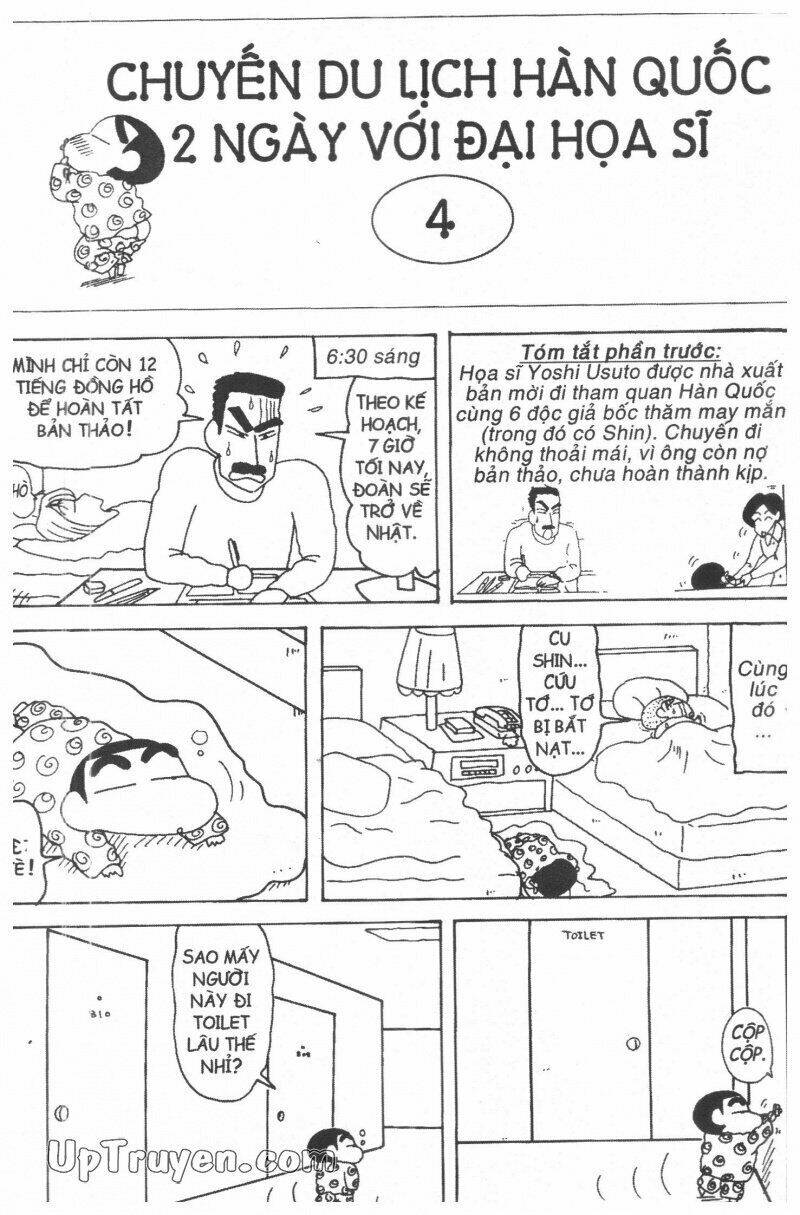 CHUYẾN DU LỊCH HÀN QUỐC
2 NGÀY VỚI ĐẠI HỌA SĨ
4
Tóm tắt phần trước:
Họa sĩ Yoshi Usuto được nhà xuất
bản mời đi tham quan Hàn Quốc
cùng 6 độc giả bốc thăm may mắn
(trong đó có Shin). Chuyến đi
không thoải mái, vì ông còn nợ
bản thảo, chưa hoàn thành kịp.
6:30 sáng
THEO KẾ
HOẠCH,
7 GIỜ
TỐI NAY,
ĐOÀN SẼ
TRỞ VỀ
NHẬT.
MÌNH CHỈ CÒN 12
TIẾNG ĐỒNG HỒ
ĐỂ HOÀN TẤT
BẢN THẢO!
HÒ
Cùng
lúc
đó
...
CU
SHIN...
CỨU
TỚ... TỚ
BỊ BẮT
NẠT...
TOILET
CỘP
CỘP.
SAO MẤY
NGƯỜI
NÀY ĐI
TOILET
LÂU THẾ
NHỈ?
UpTruyen.com